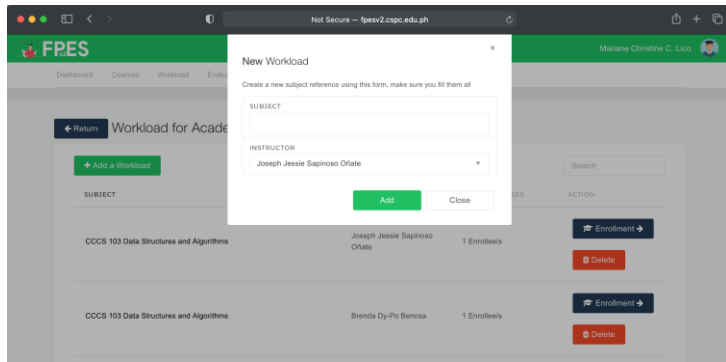 Not Secure — fpesv2.cspc.edu.ph
FPES
Mariane Christine C. Lico
Dashboard Courses Workload Evalu
New Workload
×
Create a new subject reference using this form, make sure you fill them all
SUBJECT
INSTRUCTOR
Joseph Jessie Sapinoso Oñate
Add Close
Return Workload for Acade
+ Add a Workload
Search
SUBJECT EES ACTION
CCCS 103 Data Structures and Algorithms
Joseph Jessie Sapinoso
Oñate
1 Enrollee/s
Enrollment
Delete
CCCS 103 Data Structures and Algorithms
Brenda Dy-Po Benosa
1 Enrollee/s
Enrollment
Delete